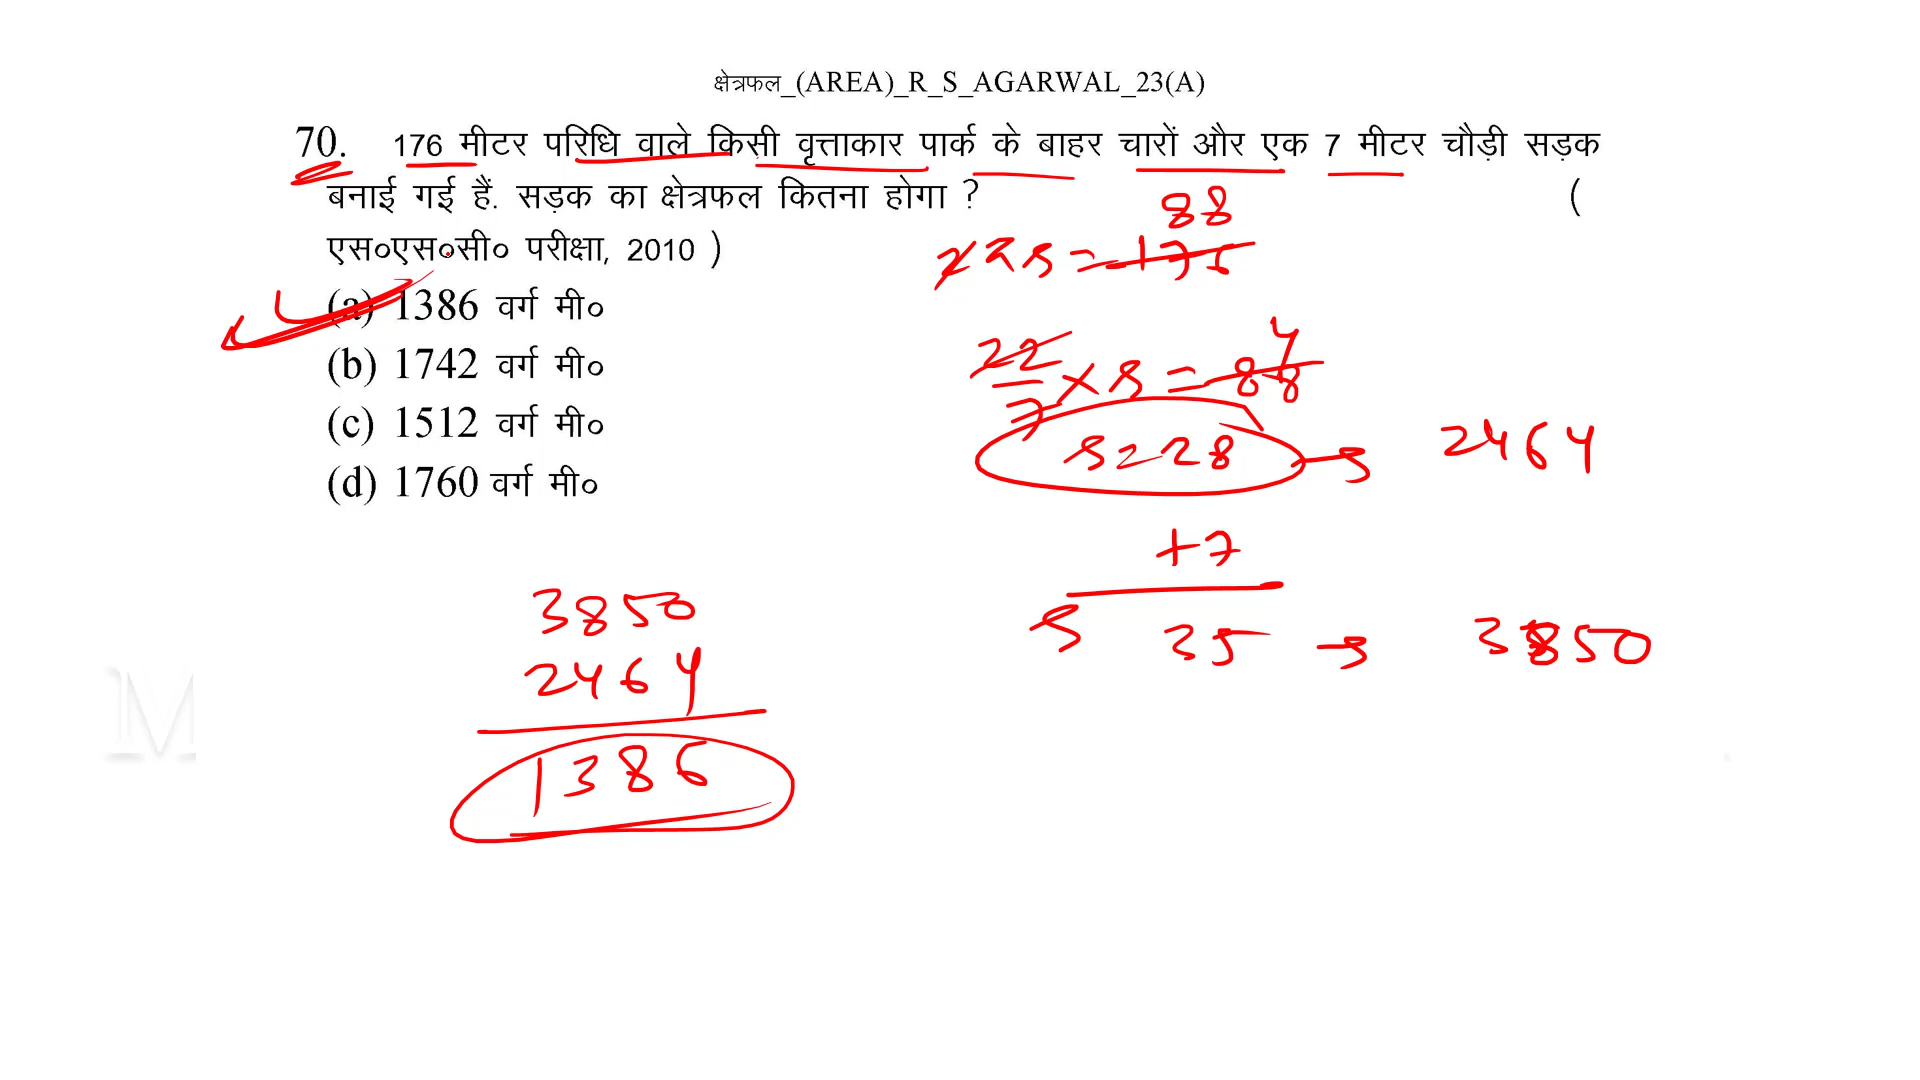 क्षेत्रफल_(AREA)_R_S_AGARWAL_23(A)
70. 176 मीटर परिधि वाले किसी वृत्ताकार पार्क के बाहर चारों और एक 7 मीटर चौड़ी सड़क
बनाई गई हैं. सड़क का क्षेत्रफल कितना होगा ? (
एस०एस०सी० परीक्षा, 2010 )
(a) 1386 वर्ग मी०
(b) 1742 वर्ग मी०
(c) 1512 वर्ग मी०
(d) 1760 वर्ग मी०
88
= 176
22/7 × r = 88
4
r = 28 → 2464
+7
r 35 → 3850
3850
2464
1386
M